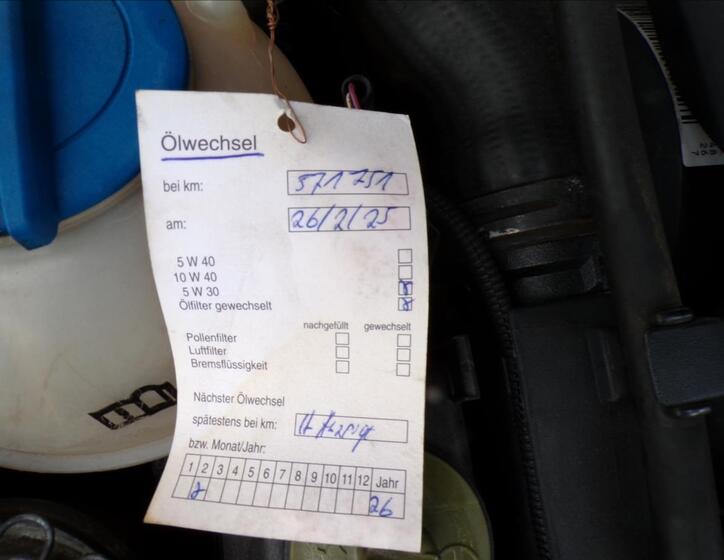 Ölwechsel
bei km: 571 751
am: 26/2/25
5 W 40
10 W 40
5 W 30
Ölfilter gewechselt
nachgefüllt gewechselt
Pollenfilter
Luftfilter
Bremsflüssigkeit
Nächster Ölwechsel
spätestens bei km:
bzw. Monat/Jahr:
1 2 3 4 5 6 7 8 9 10 11 12 Jahr
26